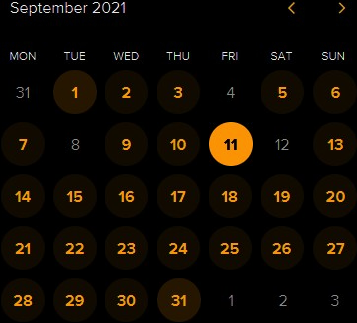 September 2021
MON TUE WED THU FRI SAT SUN
31 1 2 3 4 5 6
7 8 9 10 11 12 13
14 15 16 17 18 19 20
21 22 23 24 25 26 27
28 29 30 31 1 2 3